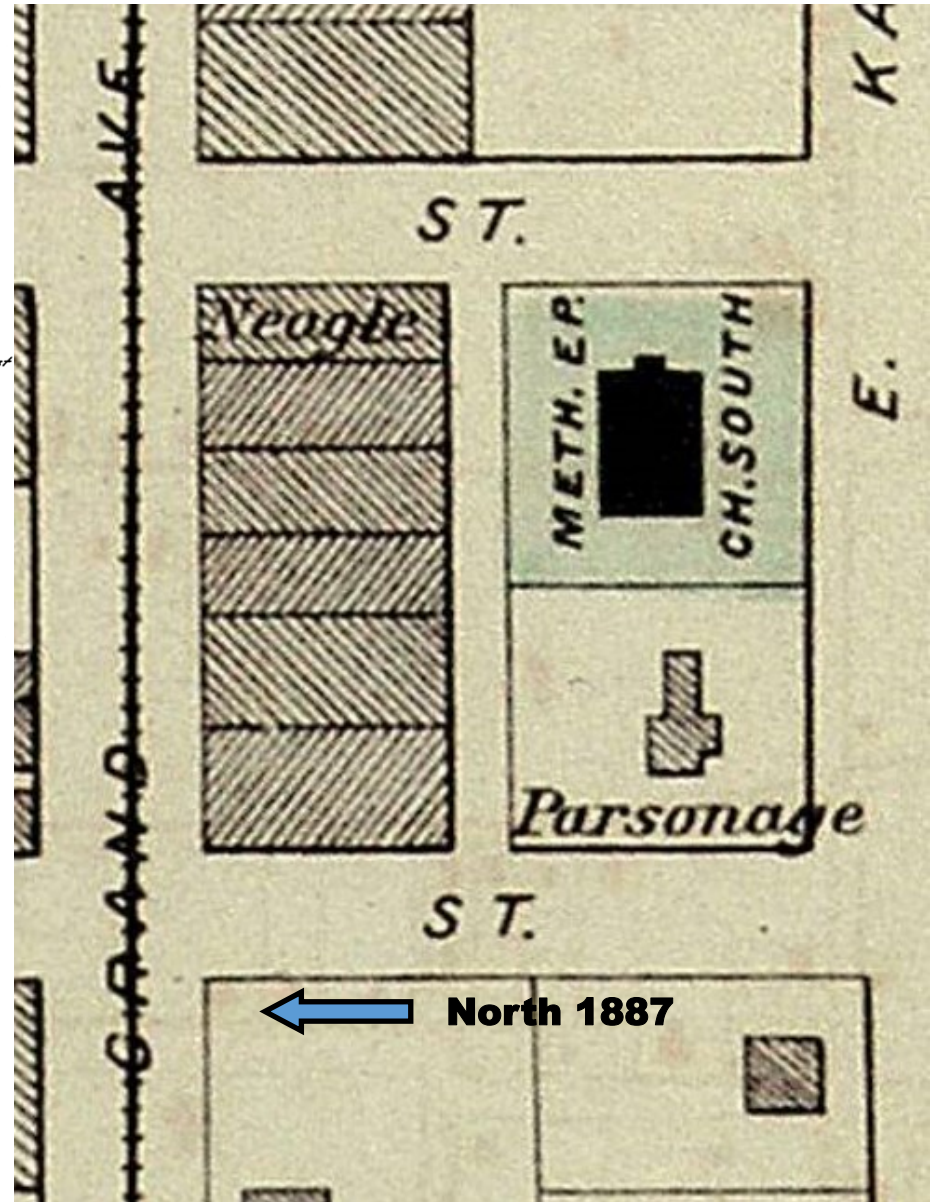 GRAND AVE.
KA
ST.
Neagle
METH. EP.
CH. SOUTH
E.
Parsonage
ST.
North 1887